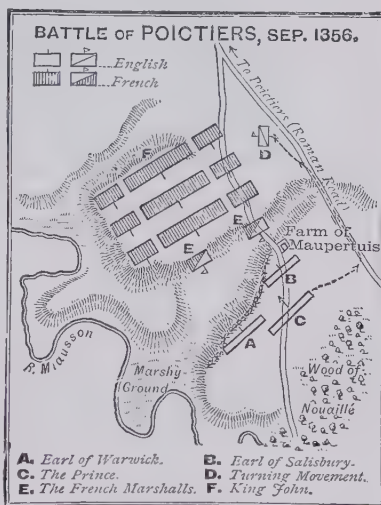 BATTLE OF POICTIERS, SEP. 1356.
English
French
To Poictiers (Roman Road)
F
D
E
E
Farm of
Maupertuis
B
C
A
R. Miausson
Marshy
Ground
Wood of
Nouaillé
A. Earl of Warwick.
B. Earl of Salisbury.
C. The Prince.
D. Turning Movement.
E. The French Marshalls.
F. King John.